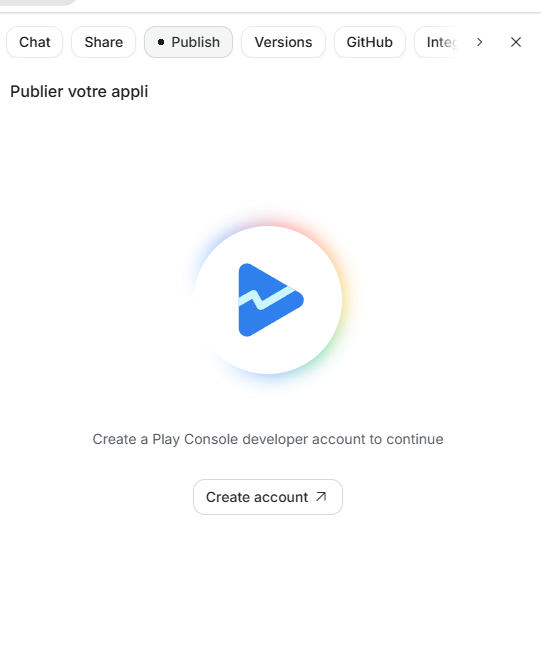 Chat Share Publish Versions GitHub
Publier votre appli
Create a Play Console developer account to continue
Create account